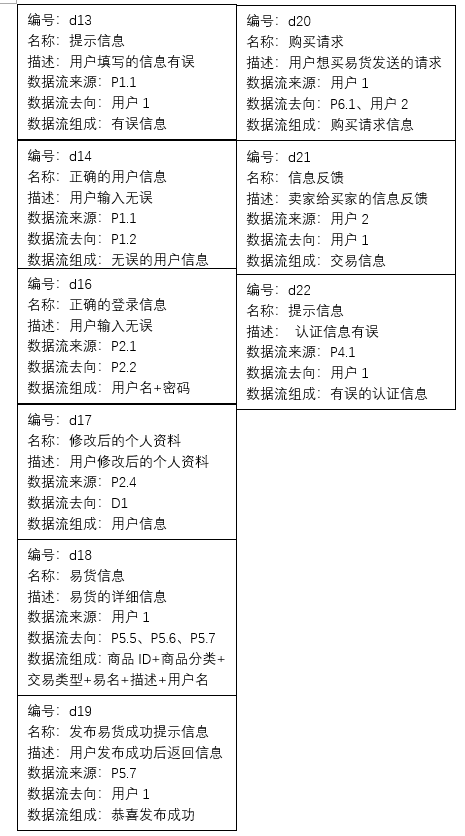 编号：d13
名称：提示信息
描述：用户填写的信息有误
数据流来源：P1.1
数据流去向：用户 1
数据流组成：有误信息
编号：d14
名称：正确的用户信息
描述：用户输入无误
数据流来源：P1.1
数据流去向：P1.2
数据流组成：无误的用户信息
编号：d16
名称：正确的登录信息
描述：用户输入无误
数据流来源：P2.1
数据流去向：P2.2
数据流组成：用户名+密码
编号：d17
名称：修改后的个人资料
描述：用户修改后的个人资料
数据流来源：P2.4
数据流去向：D1
数据流组成：用户信息
编号：d18
名称：易货信息
描述：易货的详细信息
数据流来源：用户 1
数据流去向：P5.5、P5.6、P5.7
数据流组成：商品 ID+商品分类+
交易类型+易名+描述+用户名
编号：d19
名称：发布易货成功提示信息
描述：用户发布成功后返回信息
数据流来源：P5.7
数据流去向：用户 1
数据流组成：恭喜发布成功
编号：d20
名称：购买请求
描述：用户想买易货发送的请求
数据流来源：用户 1
数据流去向：P6.1、用户 2
数据流组成：购买请求信息
编号：d21
名称：信息反馈
描述：卖家给买家的信息反馈
数据流来源：用户 2
数据流去向：用户 1
数据流组成：交易信息
编号：d22
名称：提示信息
描述： 认证信息有误
数据流来源：P4.1
数据流去向：用户 1
数据流组成：有误的认证信息